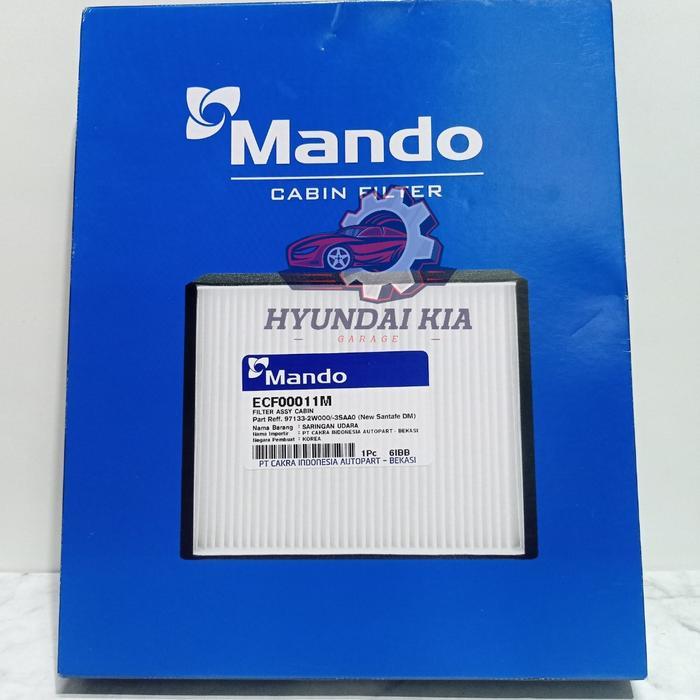 Mando
CABIN FILTER
HYUNDAI KIA
GARAGE
Mando
ECF00011M
FILTER ASSY CABIN
Part Reff. 97133-2W000/-3SAA0 (New Santafe DM)
Nama Barang : SARINGAN UDARA
Nama Importir : PT CAKRA INDONESIA AUTOPART - BEKASI
Negara Pembuat : KOREA
1Pc 6IBB
PT CAKRA INDONESIA AUTOPART - BEKASI